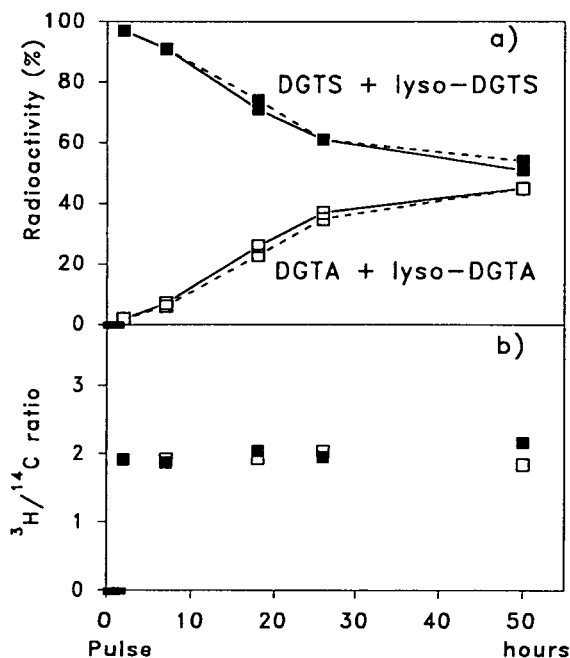 100
80
60
40
20
0
Radioactivity (%)
a)
DGTS + lyso-DGTS
DGTA + lyso-DGTA
b)
3
2
1
0
³H/¹⁴C ratio
0 10 20 30 40 50
Pulse hours